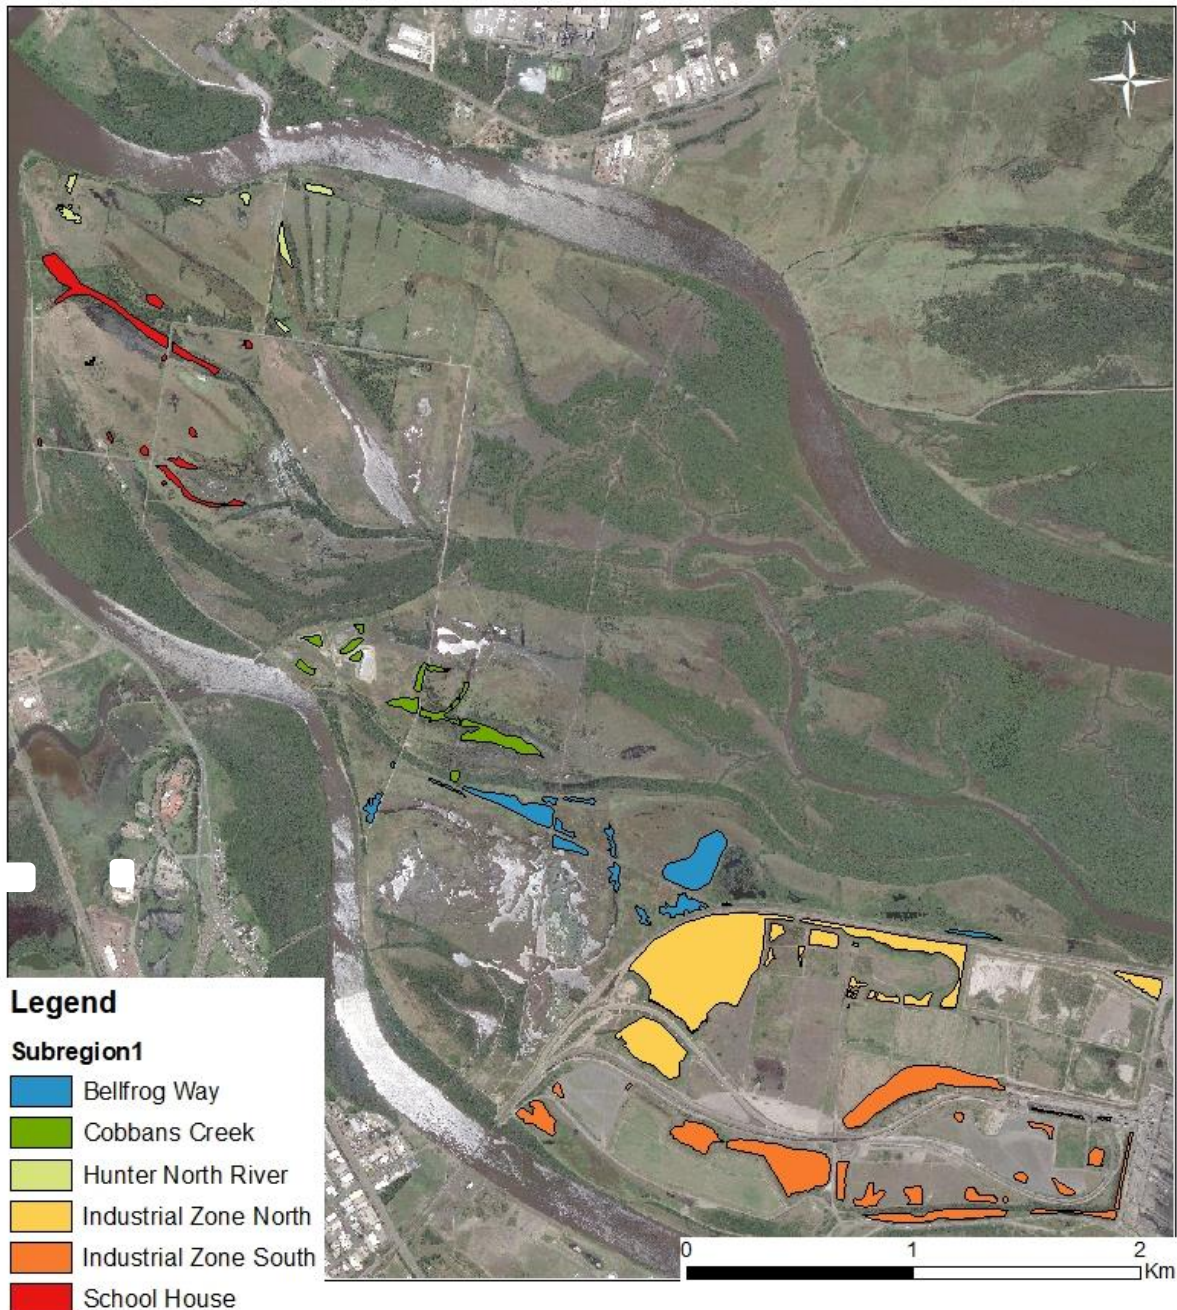 N
Legend
Subregion1
Bellfrog Way
Cobbans Creek
Hunter North River
Industrial Zone North
Industrial Zone South
School House
0 1 2
Km